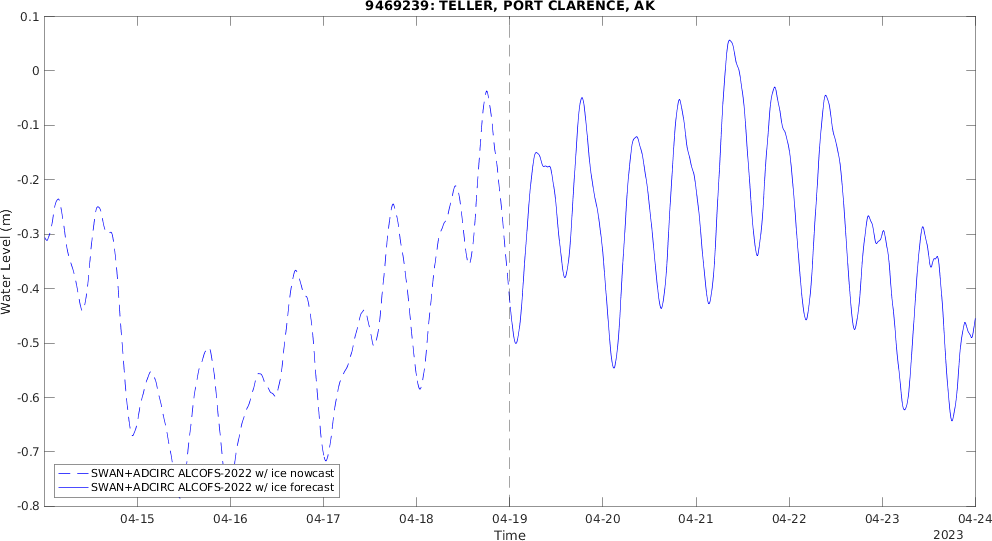 9469239: TELLER, PORT CLARENCE, AK
0.1
0
-0.1
-0.2
-0.3
-0.4
-0.5
-0.6
-0.7
-0.8
Water Level (m)
SWAN+ADCIRC ALCOFS-2022 w/ ice nowcast
SWAN+ADCIRC ALCOFS-2022 w/ ice forecast
04-15 04-16 04-17 04-18 04-19 04-20 04-21 04-22 04-23 04-24
Time
2023